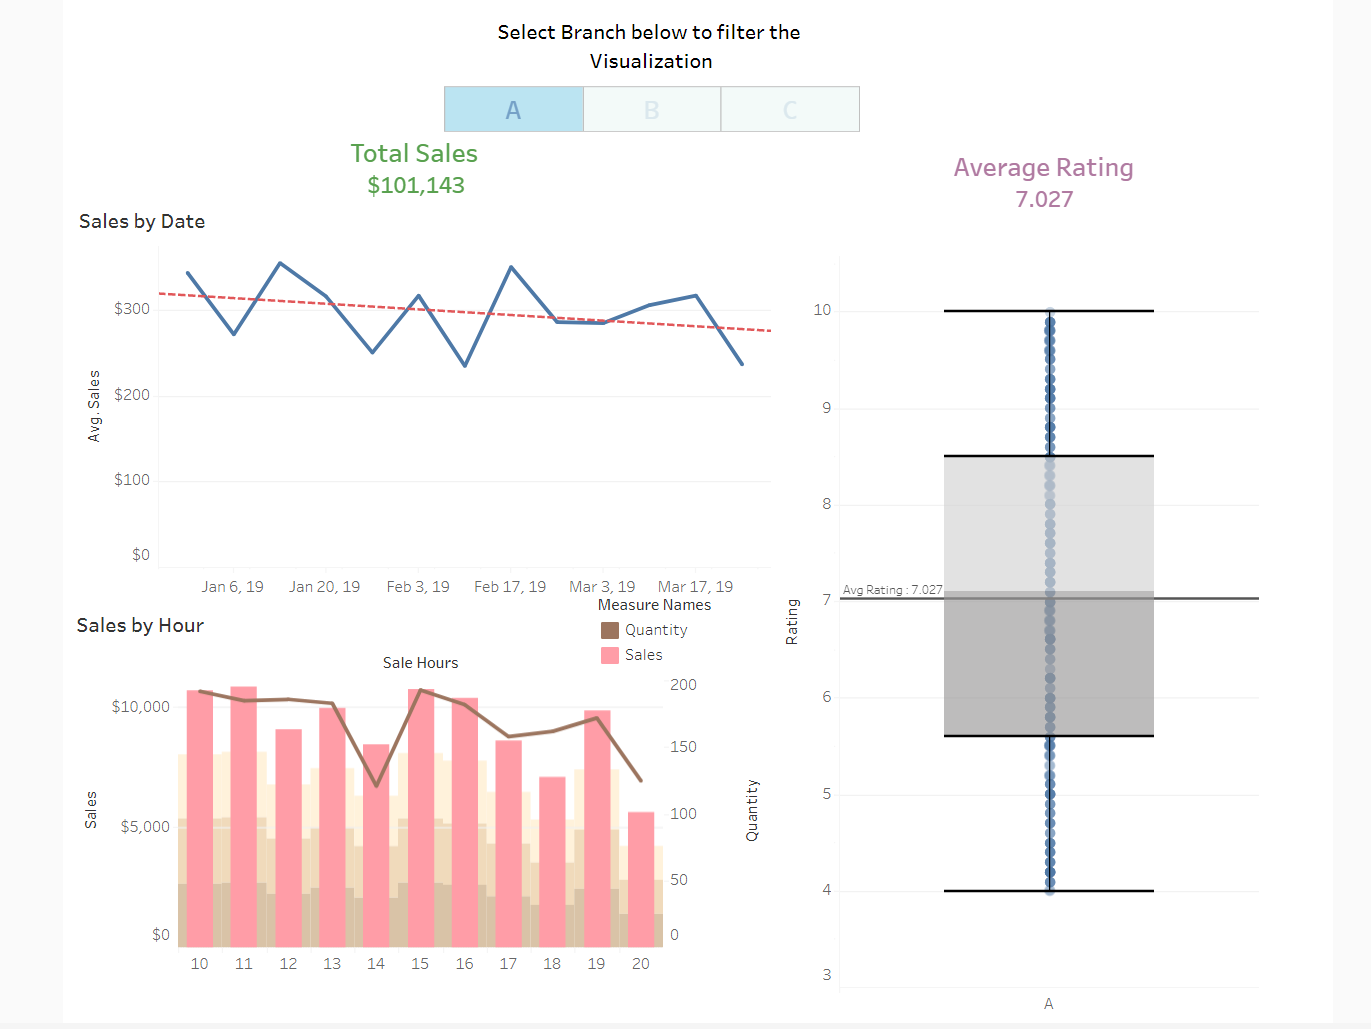 Select Branch below to filter the
Visualization
A
B
C
Total Sales
$101,143
Average Rating
7.027
Sales by Date
Avg. Sales
$300
$200
$100
$0
Jan 6, 19
Jan 20, 19
Feb 3, 19
Feb 17, 19
Mar 3, 19
Mar 17, 19
Sales by Hour
Measure Names
Quantity
Sales
Sale Hours
Sales
$10,000
$5,000
$0
200
150
100
50
0
Quantity
10
11
12
13
14
15
16
17
18
19
20
Rating
10
9
8
7
6
5
4
3
Avg Rating : 7.027
A